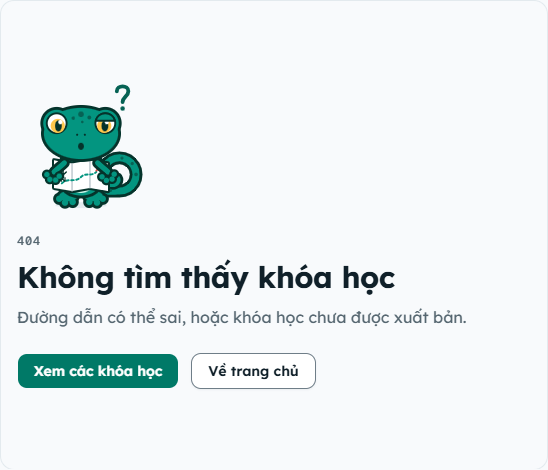 ?
404
Không tìm thấy khóa học
Đường dẫn có thể sai, hoặc khóa học chưa được xuất bản.
Xem các khóa học
Về trang chủ